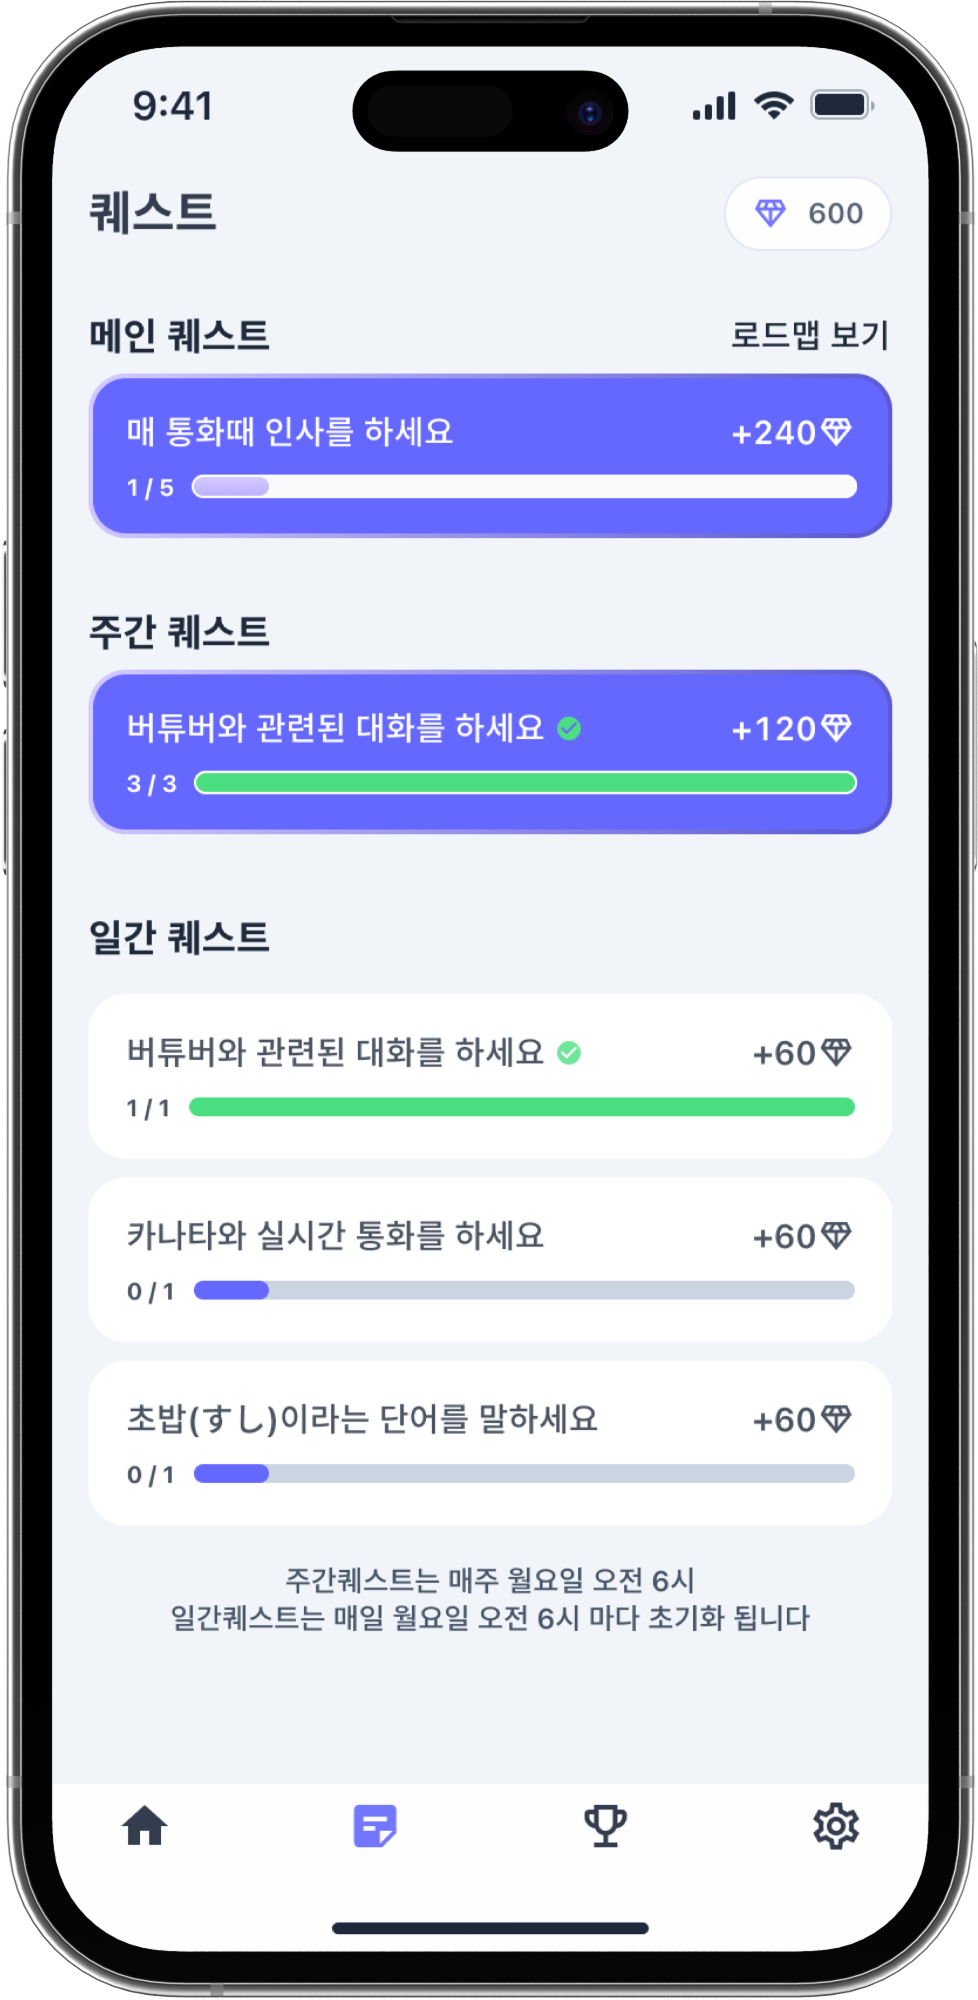 9:41
퀘스트
600
메인 퀘스트
로드맵 보기
매 통화때 인사를 하세요
+240
1 / 5
주간 퀘스트
버튜버와 관련된 대화를 하세요
+120
3 / 3
일간 퀘스트
버튜버와 관련된 대화를 하세요
+60
1 / 1
카나타와 실시간 통화를 하세요
+60
0 / 1
초밥(すし)이라는 단어를 말하세요
+60
0 / 1
주간퀘스트는 매주 월요일 오전 6시
일간퀘스트는 매일 월요일 오전 6시 마다 초기화 됩니다